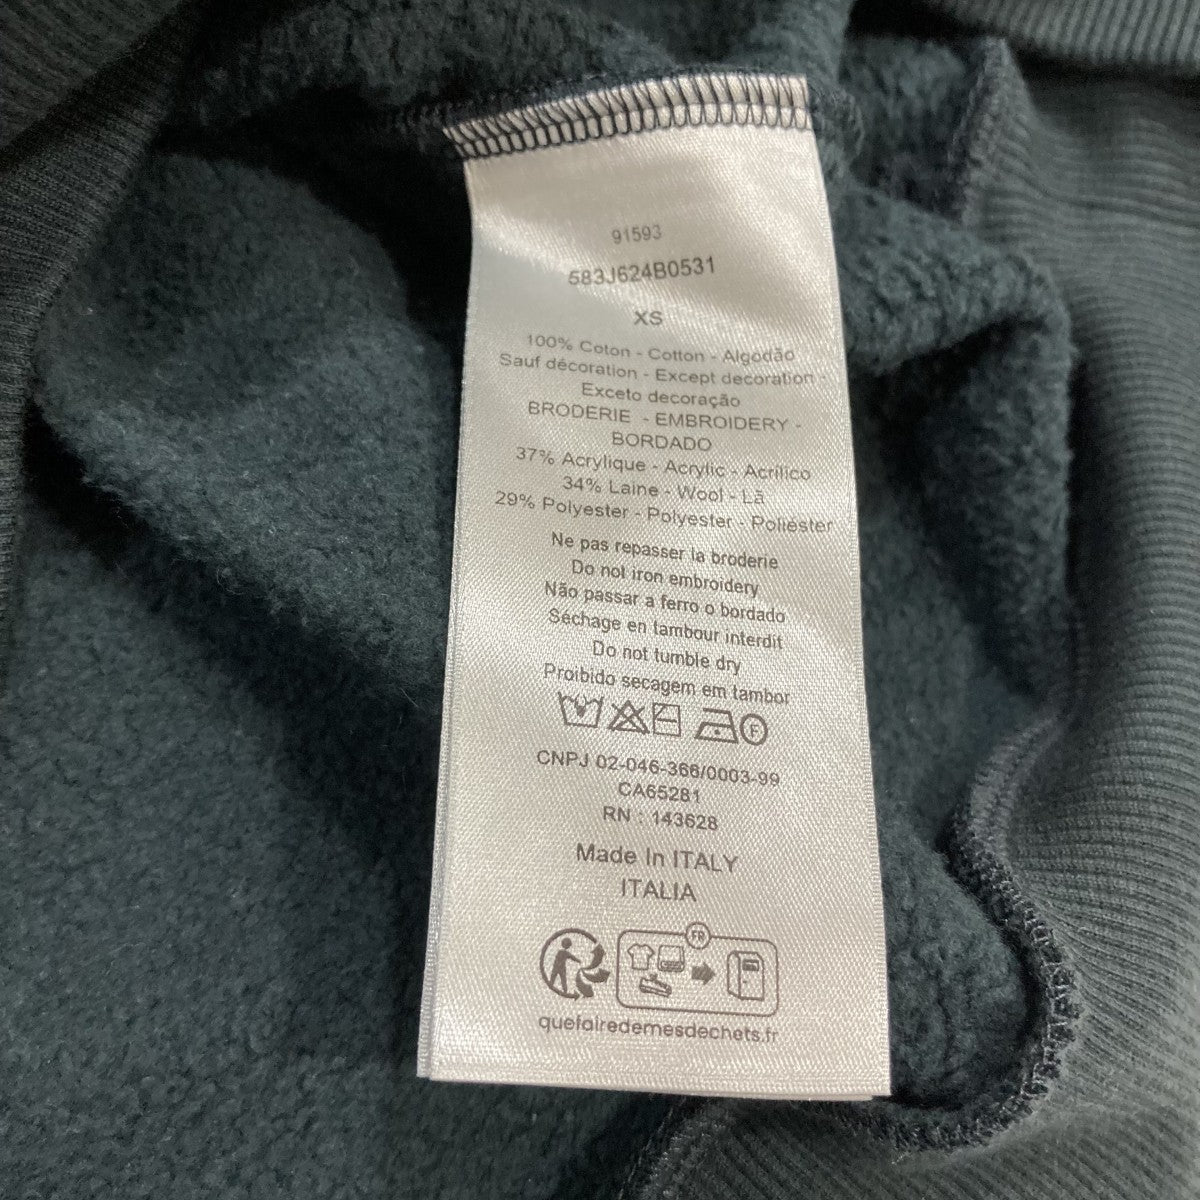 91593
583J624B0531
XS
100% Coton - Cotton - Algodão
Sauf décoration - Except decoration -
Exceto decoração
BRODERIE - EMBROIDERY -
BORDADO
37% Acrylique - Acrylic - Acrílico
34% Laine - Wool - Lã
29% Polyester - Polyester - Poliéster
Ne pas repasser la broderie
Do not iron embroidery
Não passar a ferro o bordado
Séchage en tambour interdit
Do not tumble dry
Proibido secagem em tambor
F
CNPJ 02-046-366/0003-99
CA65281
RN : 143628
Made In ITALY
ITALIA
FR
quefairedemesdechets.fr